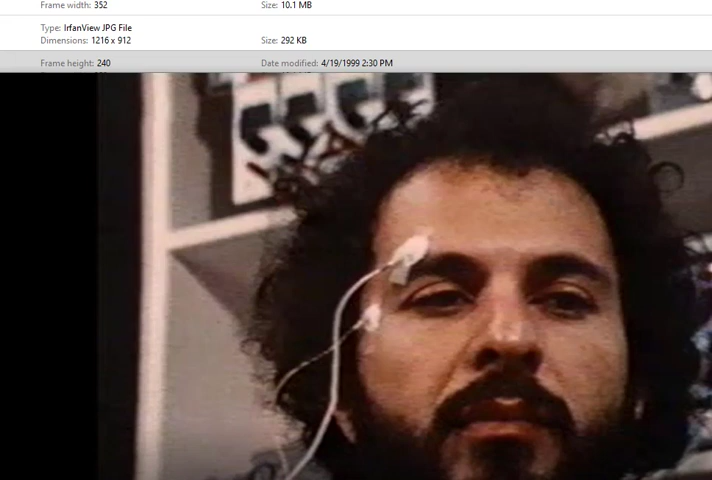 Frame width: 352 Size: 10.1 MB
Type: IrfanView JPG File
Dimensions: 1216 x 912 Size: 292 KB
Frame height: 240 Date modified: 4/19/1999 2:30 PM